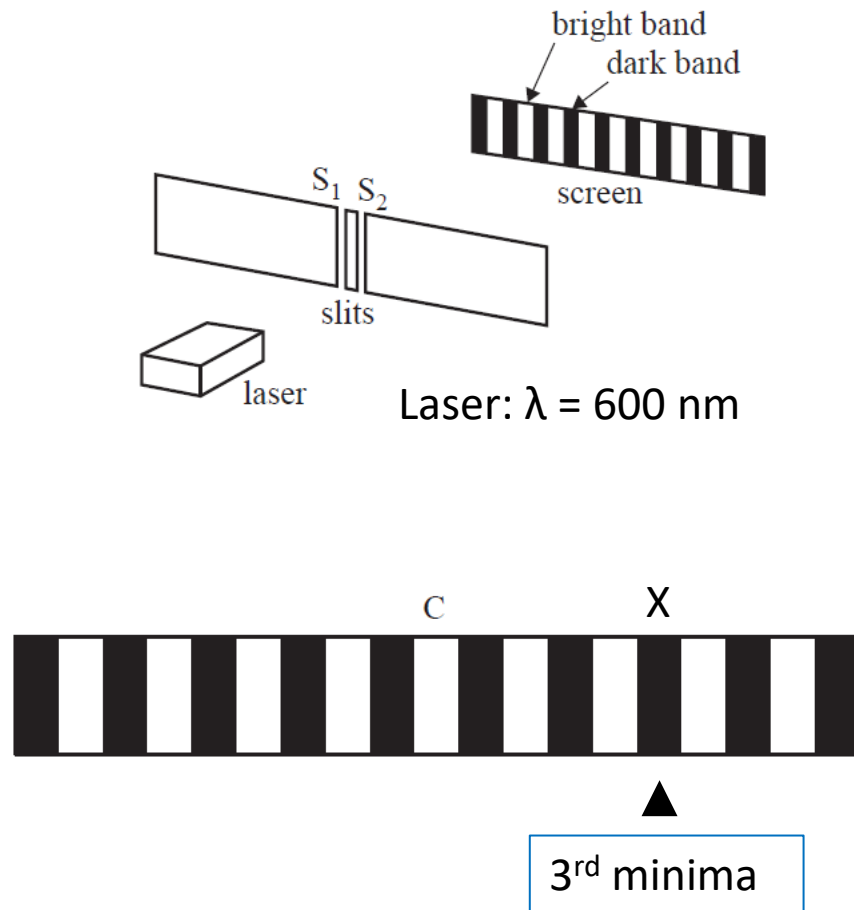 bright band
dark band
S₁ S₂
screen
slits
laser
Laser: λ = 600 nm
C X
3rd minima